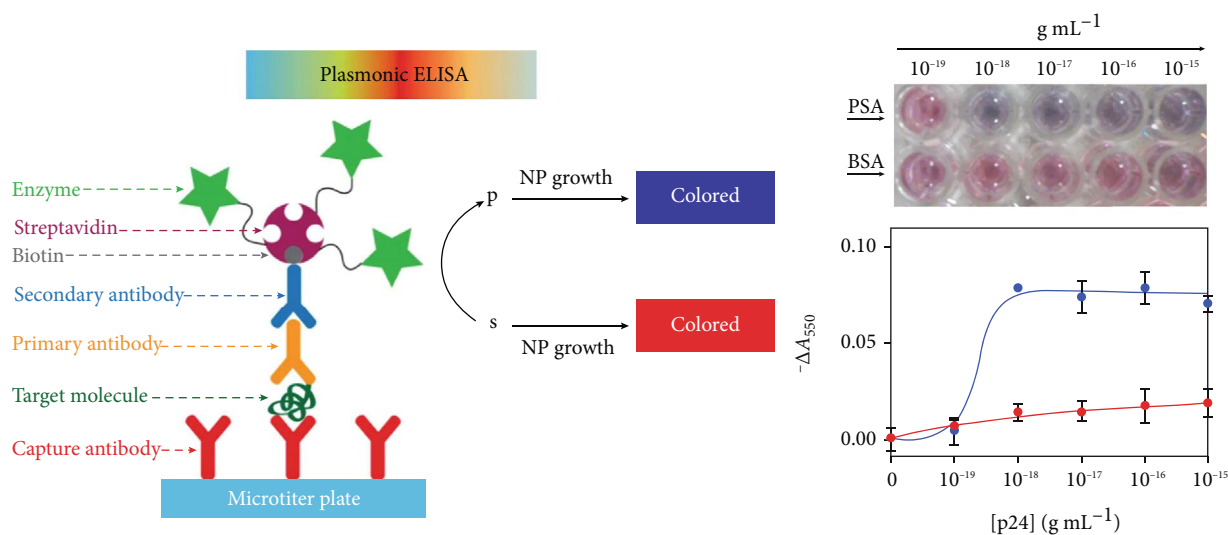 Plasmonic ELISA
Enzyme
Streptavidin
Biotin
Secondary antibody
Primary antibody
Target molecule
Capture antibody
Microtiter plate
p
NP growth
Colored
s
NP growth
Colored
g mL⁻¹
10⁻¹⁹ 10⁻¹⁸ 10⁻¹⁷ 10⁻¹⁶ 10⁻¹⁵
PSA
BSA
0.10
0.05
0.00
⁻ΔA₅₅₀
0 10⁻¹⁹ 10⁻¹⁸ 10⁻¹⁷ 10⁻¹⁶ 10⁻¹⁵
[p24] (g mL⁻¹)